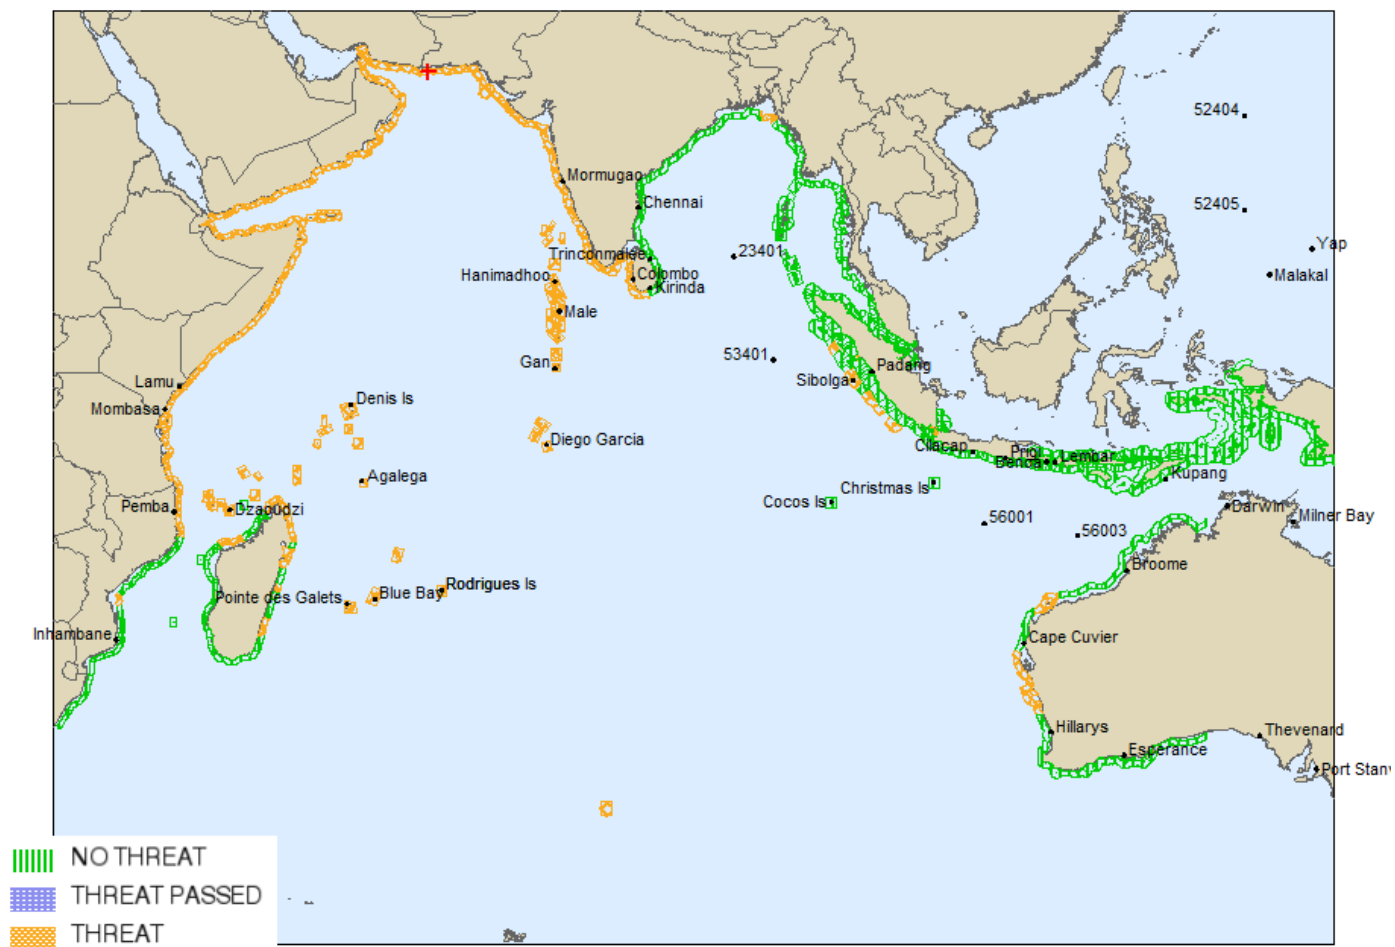 52404
Mormugao
Chennai
52405
Yap
Trinconmalee
23401
Hanimadhoo
Colombo
Malakal
Kirinda
Male
53401
Gan
Padang
Lamu
Sibolga
Denis Is
Mombasa
Diego Garcia
Cilacap
Prigi
Benoa
Lembar
Agalega
Kupang
Christmas Is
Pemba
Dzaoudzi
Cocos Is
Darwin
Milner Bay
56001
56003
Broome
Rodrigues Is
Pointe des Galets
Blue Bay
Inhambane
Cape Cuvier
Hillarys
Thevenard
Esperance
Port Stanv
NO THREAT
THREAT PASSED
THREAT